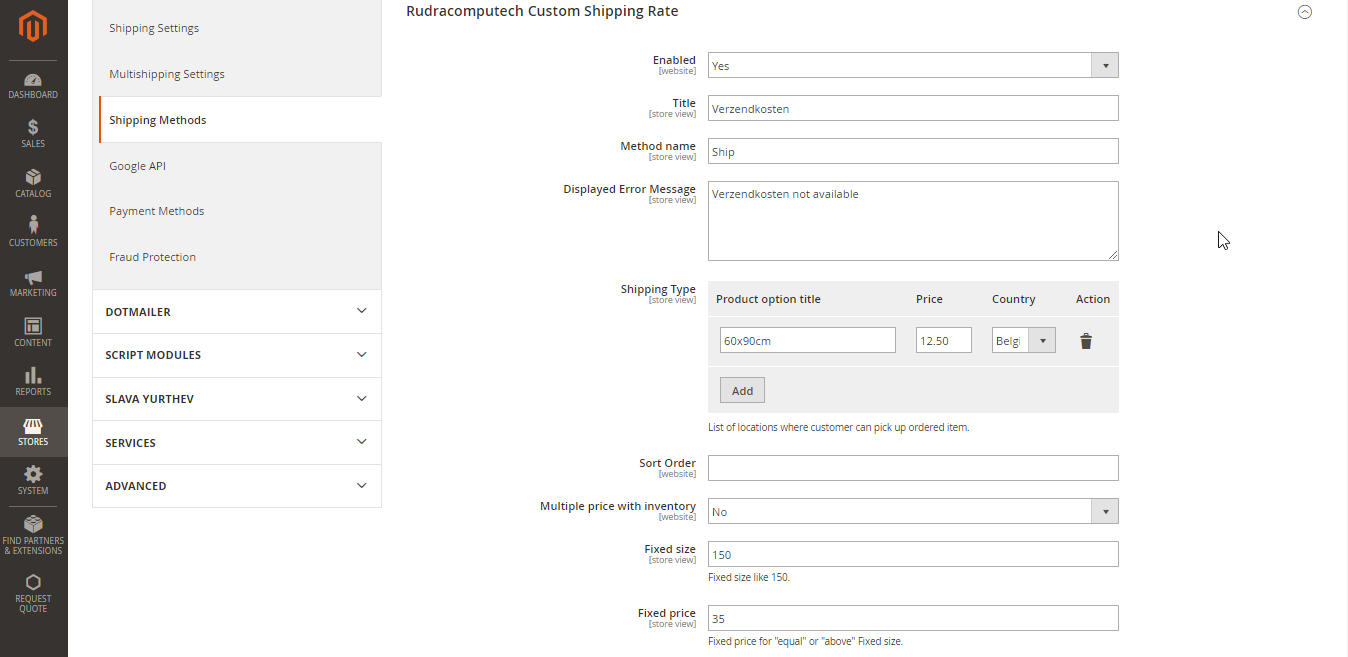 DASHBOARD
SALES
CATALOG
CUSTOMERS
MARKETING
CONTENT
REPORTS
STORES
SYSTEM
FIND PARTNERS
& EXTENSIONS
REQUEST
QUOTE
Shipping Settings
Multishipping Settings
Shipping Methods
Google API
Payment Methods
Fraud Protection
DOTMAILER
SCRIPT MODULES
SLAVA YURTHEV
SERVICES
ADVANCED
Rudracomputech Custom Shipping Rate
Enabled
[website]
Yes
Title
[store view]
Verzendkosten
Method name
[store view]
Ship
Displayed Error Message
[store view]
Verzendkosten not available
Shipping Type
[store view]
Product option title Price Country Action
60x90cm 12.50 Belgi
Add
List of locations where customer can pick up ordered item.
Sort Order
[website]
Multiple price with inventory
[website]
No
Fixed size
[store view]
150
Fixed size like 150.
Fixed price
[store view]
35
Fixed price for "equal" or "above" Fixed size.